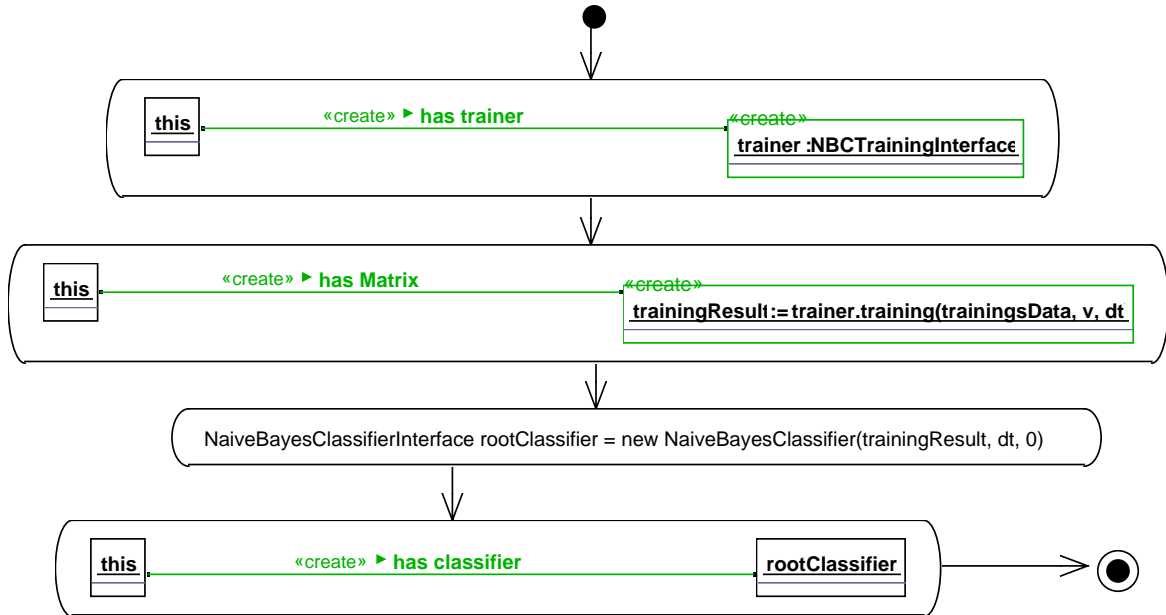 «create» ► has trainer
this
«create»
trainer :NBCTrainingInterface
«create» ► has Matrix
this
«create»
trainingResult:=trainer.training(trainingsData, v, dt
NaiveBayesClassifierInterface rootClassifier = new NaiveBayesClassifier(trainingResult, dt, 0)
«create» ► has classifier
this
rootClassifier